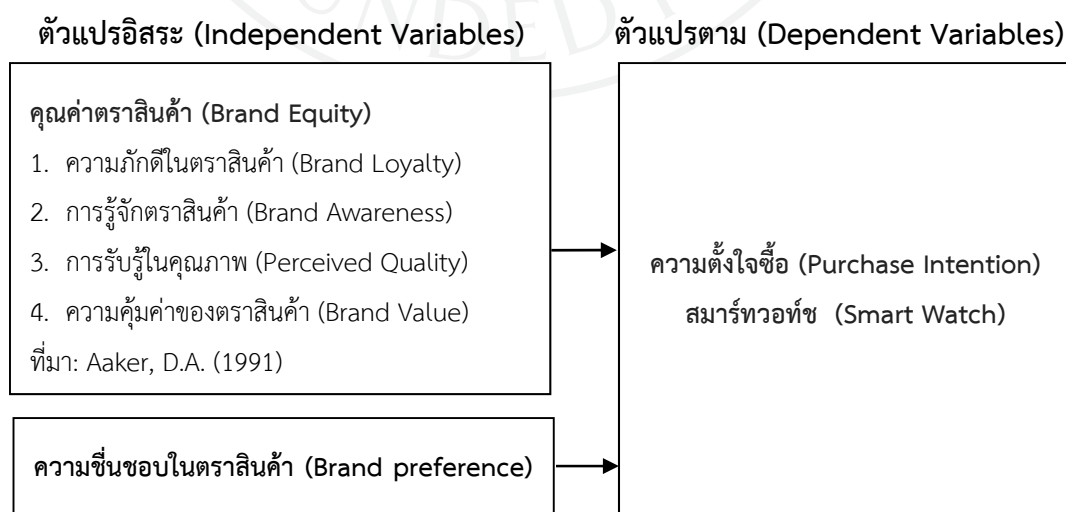 ตัวแปรอิสระ (Independent Variables)
คุณค่าตราสินค้า (Brand Equity)
1. ความภักดีในตราสินค้า (Brand Loyalty)
2. การรู้จักตราสินค้า (Brand Awareness)
3. การรับรู้ในคุณภาพ (Perceived Quality)
4. ความคุ้มค่าของตราสินค้า (Brand Value)
ที่มา: Aaker, D.A. (1991)
ความชื่นชอบในตราสินค้า (Brand preference)
ตัวแปรตาม (Dependent Variables)
ความตั้งใจซื้อ (Purchase Intention)
สมาร์ทวอท์ช (Smart Watch)